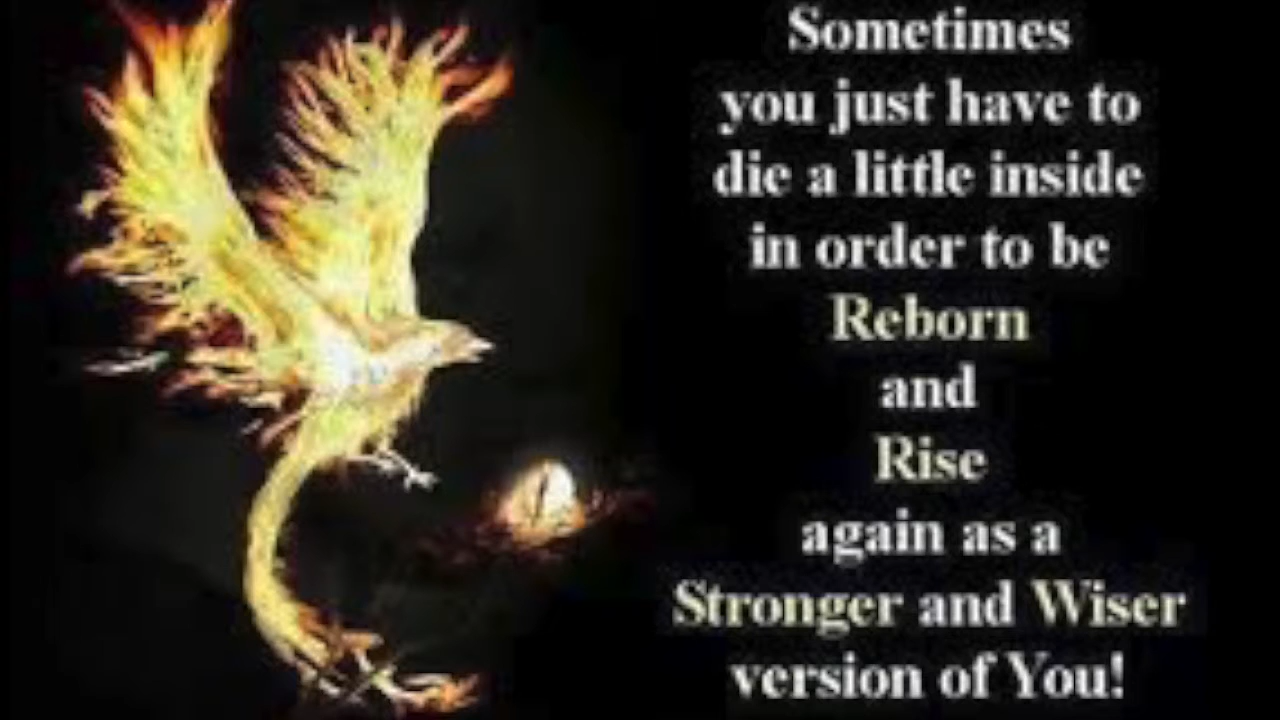 Sometimes
you just have to
die a little inside
in order to be
Reborn
and
Rise
again as a
Stronger and Wiser
version of You!